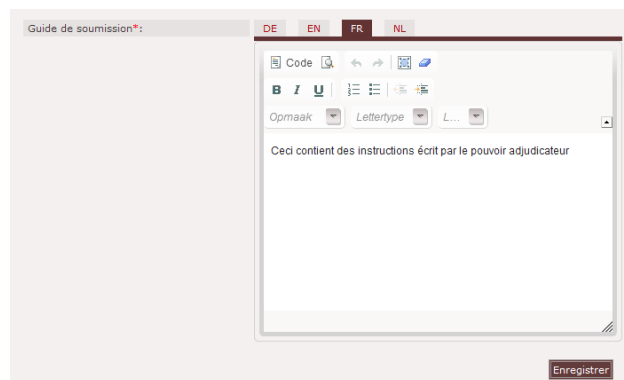 Guide de soumission*:
DE EN FR NL
Code
B I U
Opmaak Lettertype L...
Ceci contient des instructions écrit par le pouvoir adjudicateur
Enregistrer